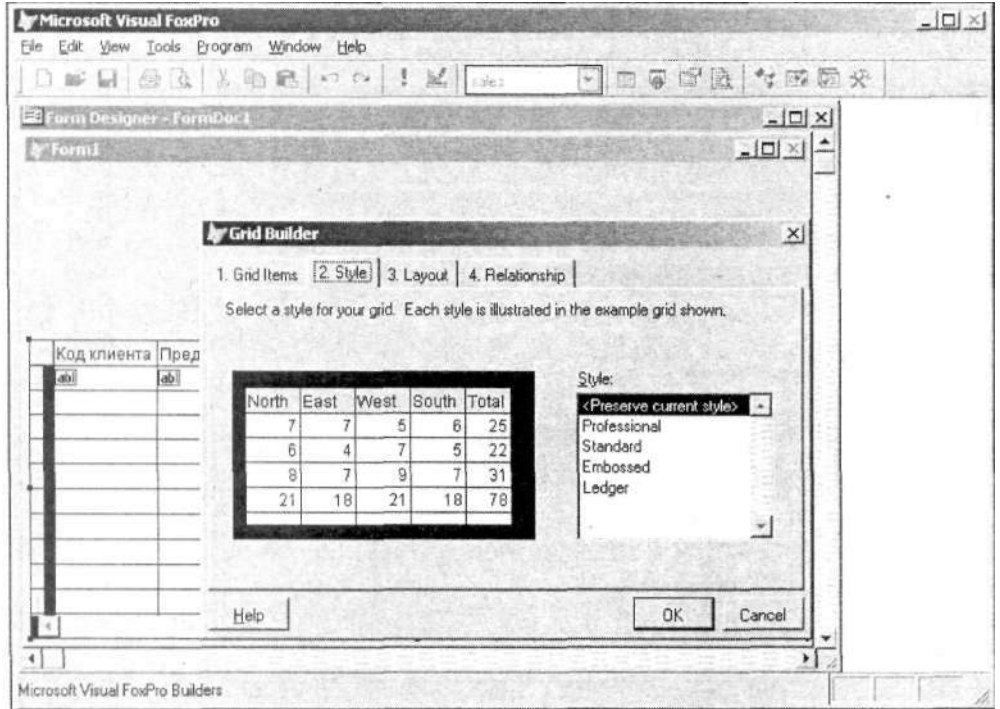 Microsoft Visual FoxPro
File Edit View Tools Program Window Help
sales
Form Designer - FormDoc1
Form1
Grid Builder
1. Grid Items 2. Style 3. Layout 4. Relationship
Select a style for your grid. Each style is illustrated in the example grid shown.
Код клиента Пред
abl abl
North East West South Total
7 7 5 6 25
6 4 7 5 22
8 7 9 7 31
21 18 21 18 78
Style:
<Preserve current style>
Professional
Standard
Embossed
Ledger
Help OK Cancel
Microsoft Visual FoxPro Builders